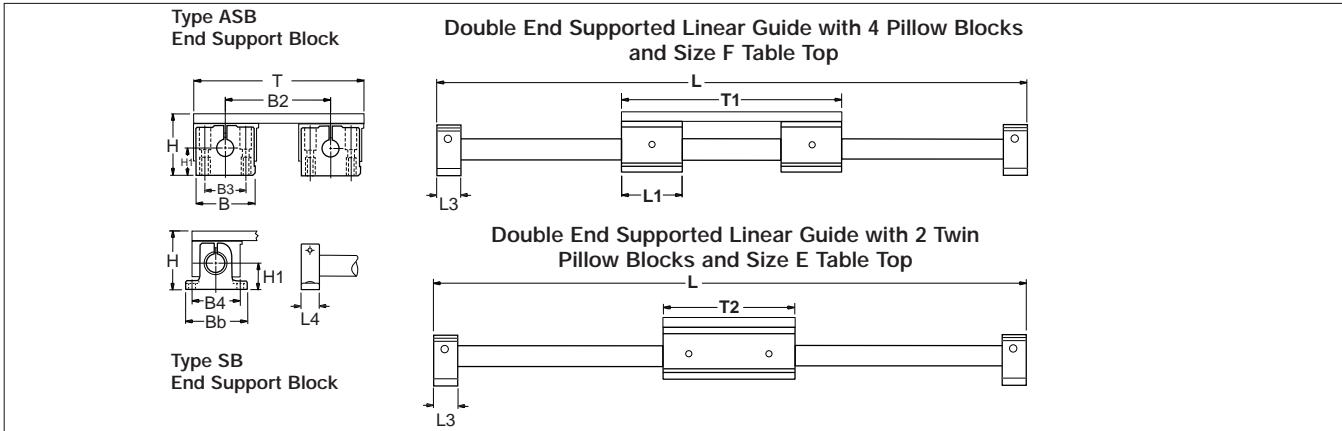 Type ASB
End Support Block
Double End Supported Linear Guide with 4 Pillow Blocks
and Size F Table Top
T
B2
H
H1
B3
B
L
T1
L1
L3
H
H1
B4
Bb
L4
Type SB
End Support Block
Double End Supported Linear Guide with 2 Twin
Pillow Blocks and Size E Table Top
L
T2
L3